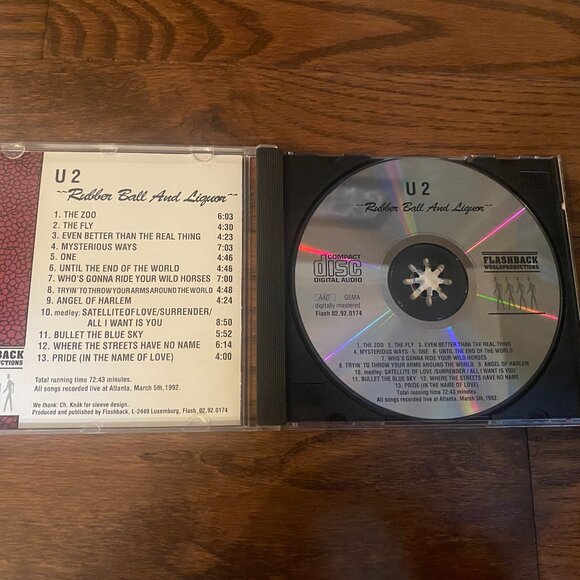 U 2
~~Rubber Ball And Liquor~~
1. THE ZOO 6:03
2. THE FLY 4:30
3. EVEN BETTER THAN THE REAL THING 4:23
4. MYSTERIOUS WAYS 5:07
5. ONE 4:46
6. UNTIL THE END OF THE WORLD 4:46
7. WHO'S GONNA RIDE YOUR WILD HORSES 7:00
8. TRYIN' TO THROW YOUR ARMS AROUND THE WORLD 4:48
9. ANGEL OF HARLEM 4:24
10. medley: SATELLITE OF LOVE/SURRENDER/
ALL I WANT IS YOU 8:50
11. BULLET THE BLUE SKY 5:52
12. WHERE THE STREETS HAVE NO NAME 6:14
13. PRIDE (IN THE NAME OF LOVE) 4:00
Total running time 72:43 minutes.
All songs recorded live at Atlanta, March 5th, 1992.
We thank: Ch. Knák for sleeve design.
Produced and published by Flashback, L-2449 Luxemburg, Flash 02.92.0174
BACK
DUCTIONS
U 2
~~Rubber Ball And Liquor~~
COMPACT
disc
DIGITAL AUDIO
FLASHBACK
WORLDPRODUCTIONS
AAD GEMA
digitally mastered
Flash 02.92.0174
1. THE ZOO 2. THE FLY 3. EVEN BETTER THAN THE REAL THING
4. MYSTERIOUS WAYS 5. ONE 6. UNTIL THE END OF THE WORLD
7. WHO'S GONNA RIDE YOUR WILD HORSES
8. TRYIN' TO THROW YOUR ARMS AROUND THE WORLD 9. ANGEL OF HARLEM
10. medley: SATELLITE OF LOVE /SURRENDER / ALL I WANT IS YOU
11. BULLET THE BLUE SKY 12. WHERE THE STREETS HAVE NO NAME
13. PRIDE (IN THE NAME OF LOVE)
Total running time 72:43 minutes.
All songs recorded live at Atlanta, March 5th, 1992.